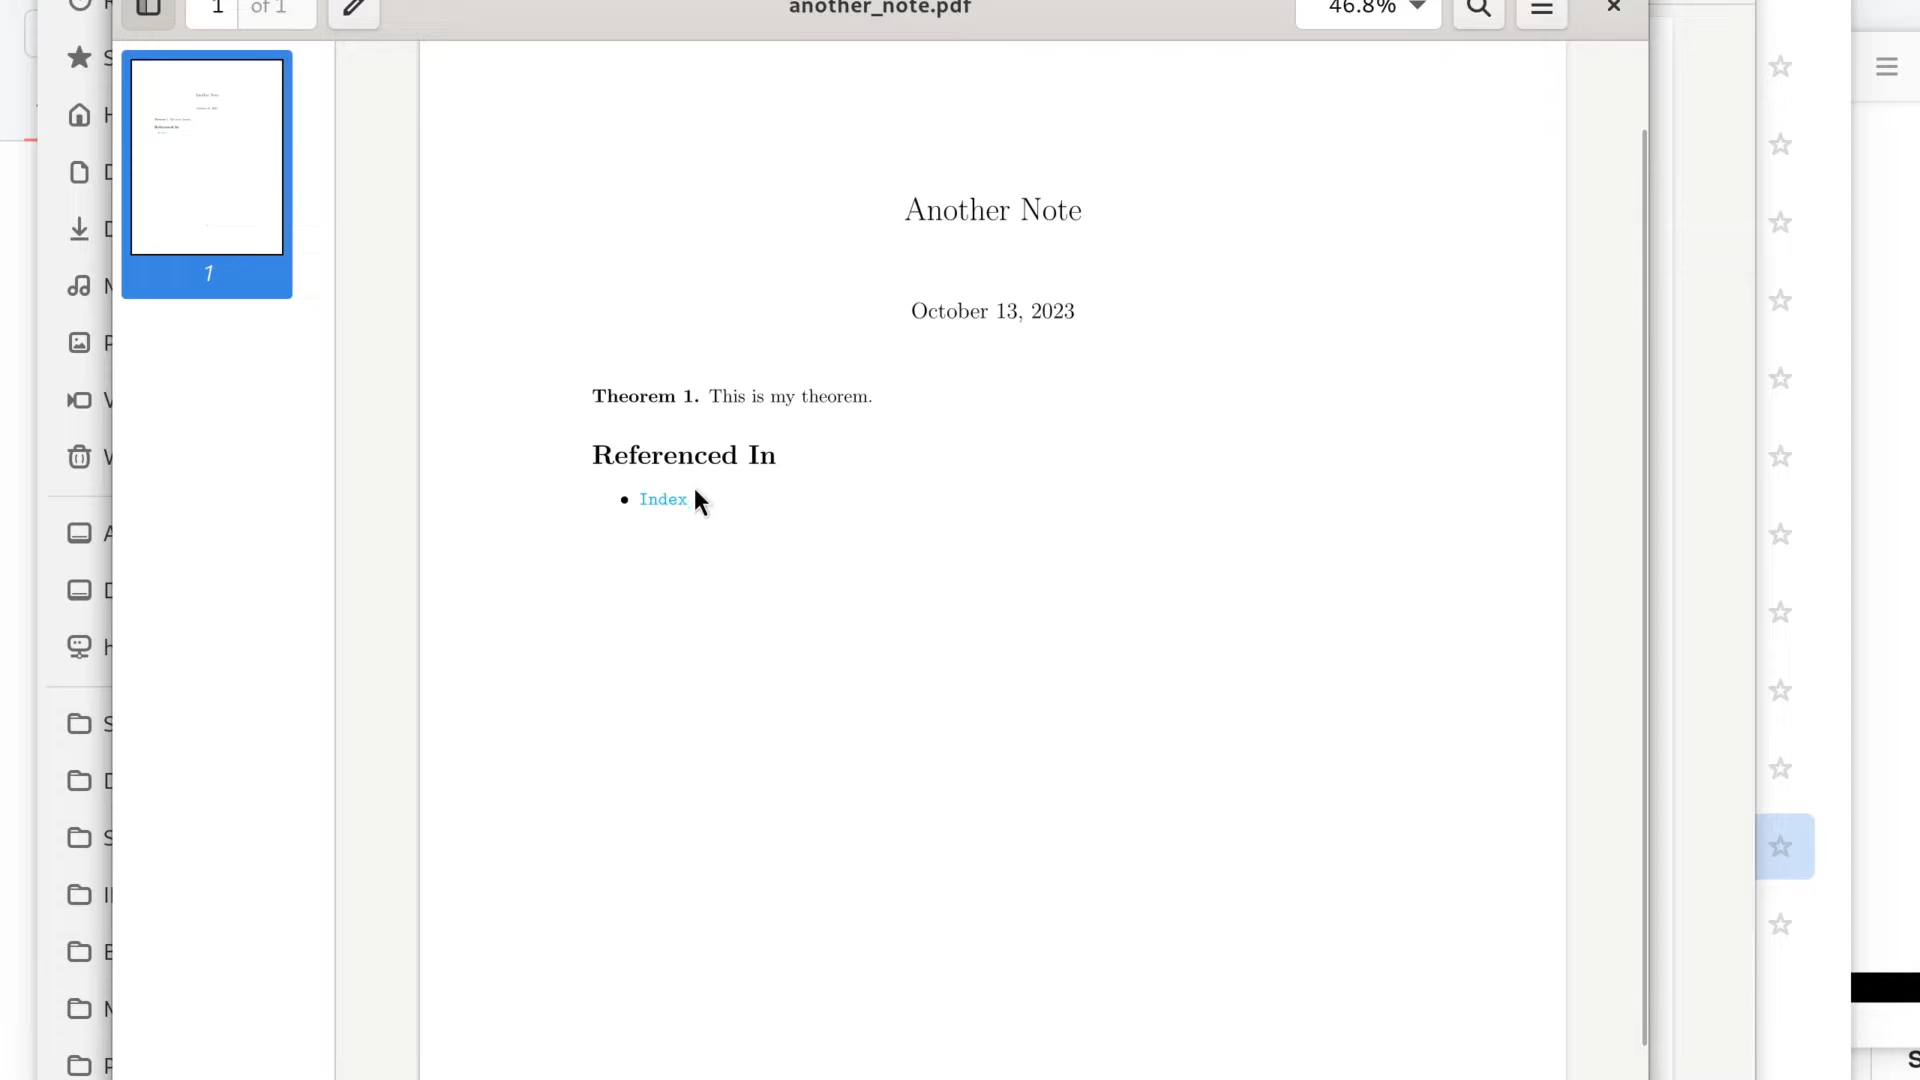 1 of 1
another_note.pdf
46.8%
1
Another Note
October 13, 2023
Theorem 1. This is my theorem.
Referenced In
• Index